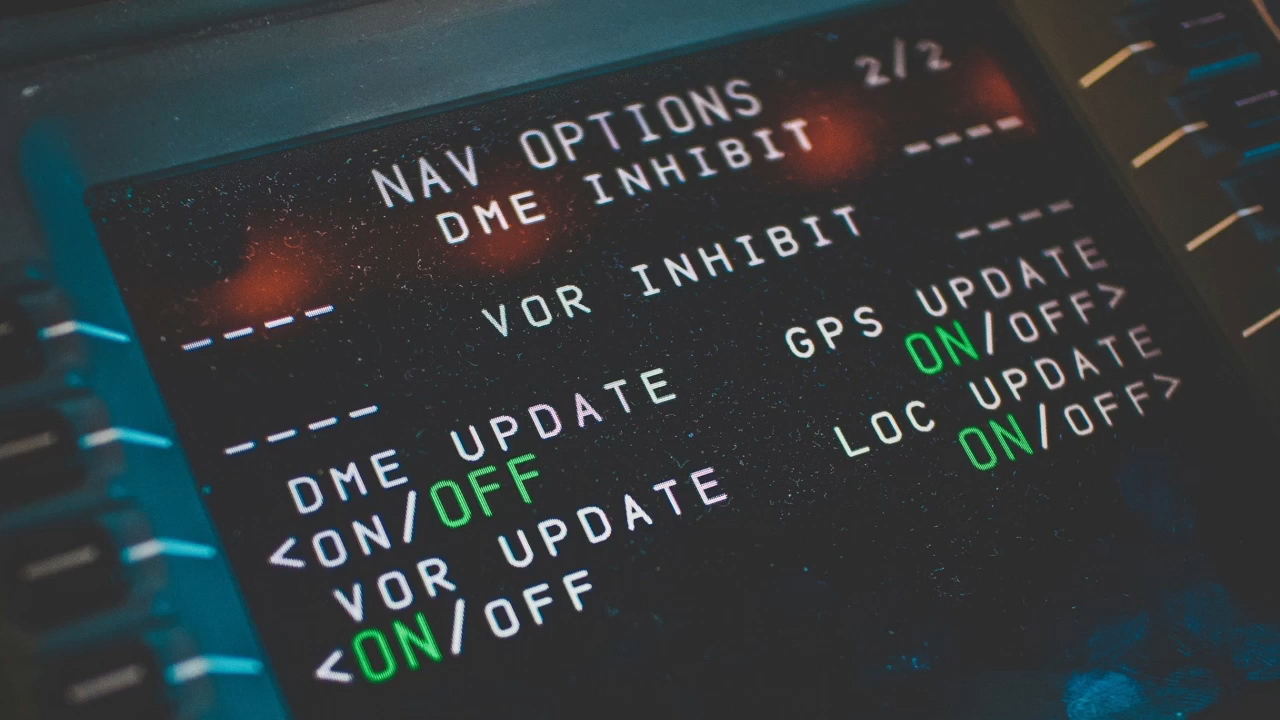 NAV OPTIONS 2/2
DME INHIBIT
---- ----
VOR INHIBIT
---- ----
DME UPDATE GPS UPDATE
<ON/OFF ON/OFF>
VOR UPDATE LOC UPDATE
<ON/OFF ON/OFF>